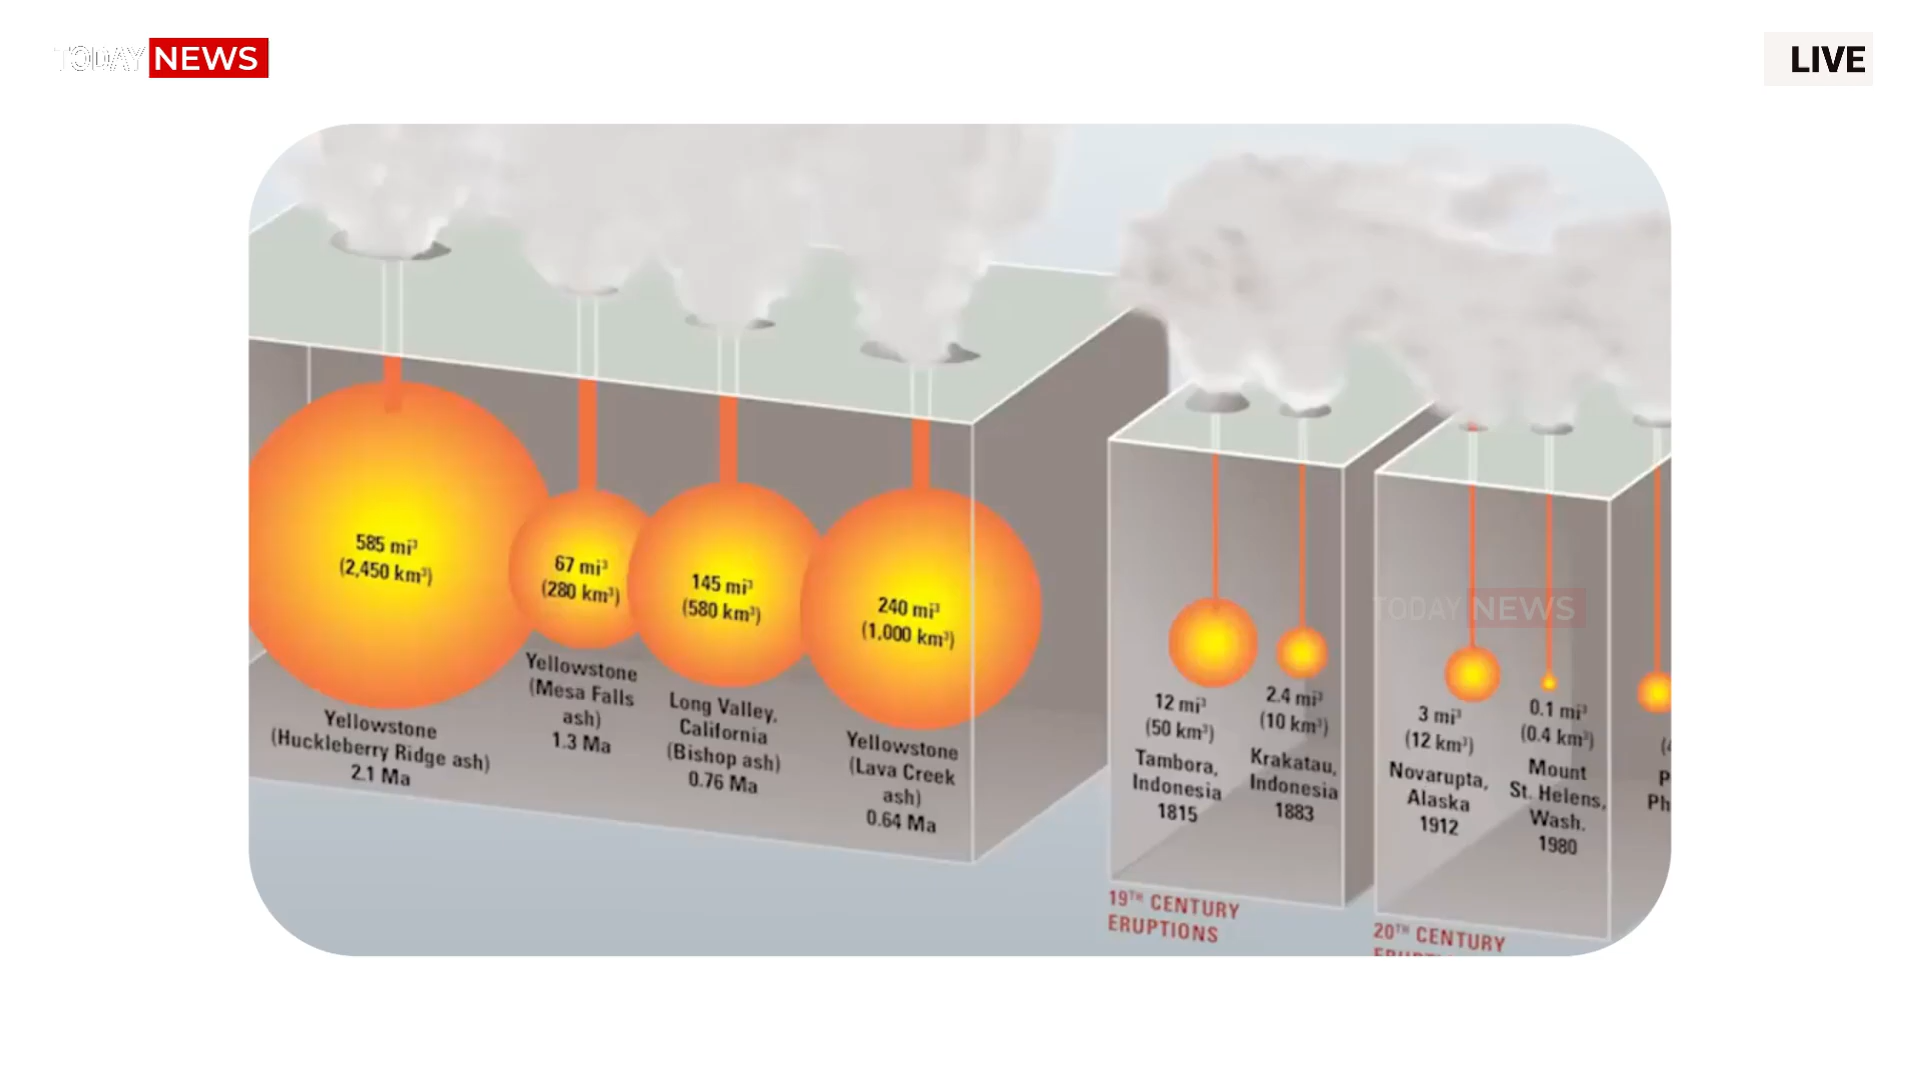 TODAY NEWS
LIVE
585 mi³
(2,450 km³)
Yellowstone
(Huckleberry Ridge ash)
2.1 Ma
67 mi³
(280 km³)
Yellowstone
(Mesa Falls
ash)
1.3 Ma
145 mi³
(580 km³)
Long Valley,
California
(Bishop ash)
0.76 Ma
240 mi³
(1,000 km³)
Yellowstone
(Lava Creek
ash)
0.64 Ma
12 mi³
(50 km³)
Tambora,
Indonesia
1815
2.4 mi³
(10 km³)
Krakatau,
Indonesia
1883
19TH CENTURY
ERUPTIONS
TODAY NEWS
3 mi³
(12 km³)
Novarupta,
Alaska
1912
0.1 mi³
(0.4 km³)
Mount
St. Helens,
Wash.
1980
P
Ph
20TH CENTURY